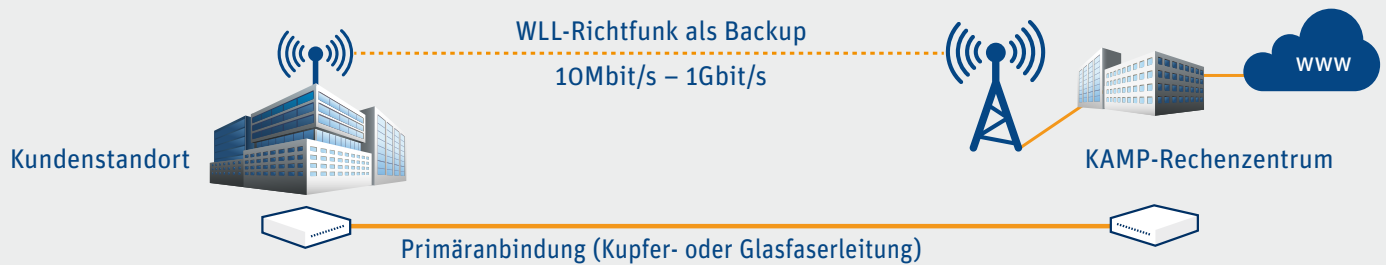 WLL-Richtfunk als Backup
10Mbit/s – 1Gbit/s
www
Kundenstandort
KAMP-Rechenzentrum
Primäranbindung (Kupfer- oder Glasfaserleitung)